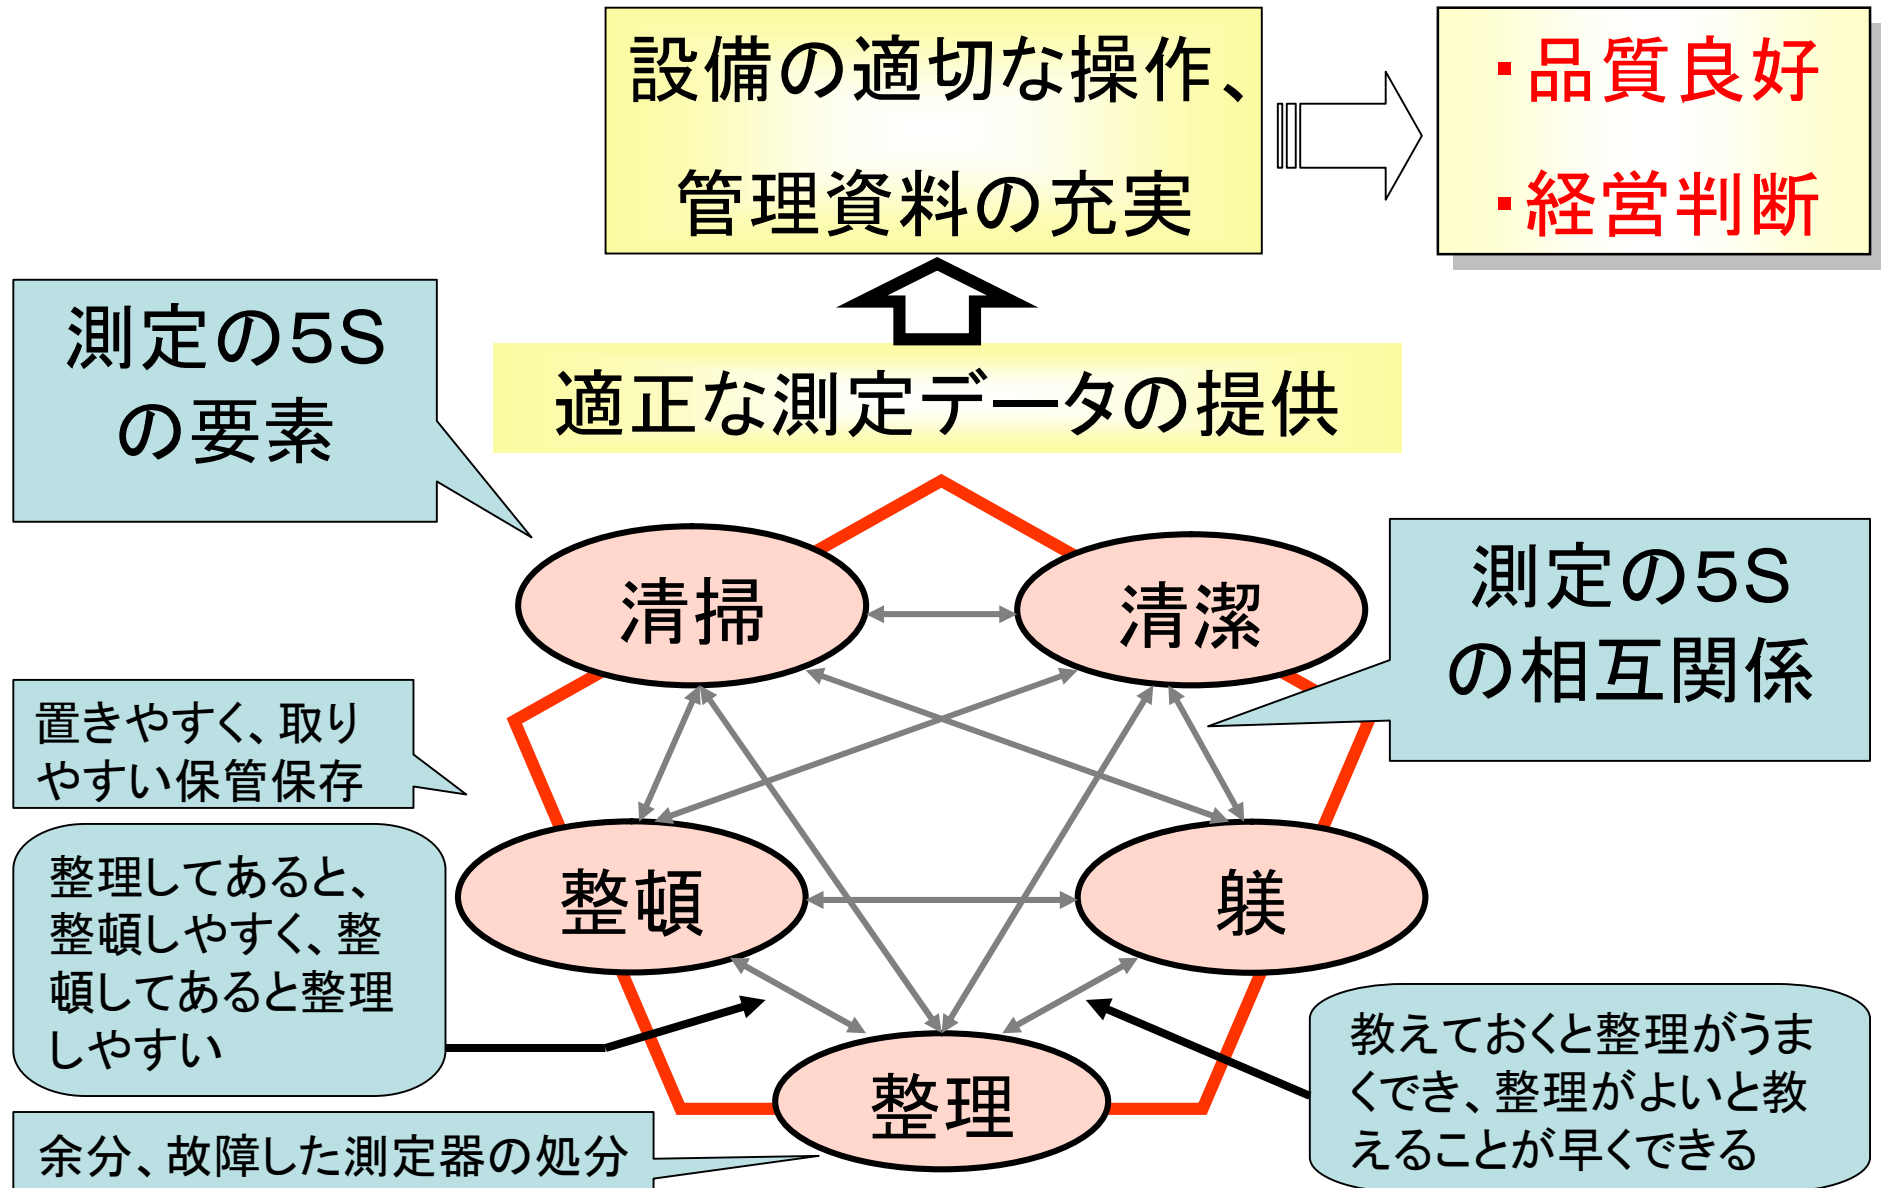 設備の適切な操作、
管理資料の充実
・品質良好
・経営判断
測定の5S
の要素
適正な測定データの提供
清掃
清潔
測定の5S
の相互関係
置きやすく、取り
やすい保管保存
整理してあると、
整頓しやすく、整
頓してあると整理
しやすい
整頓
躾
整理
教えておくと整理がうま
くでき、整理がよいと教
えることが早くできる
余分、故障した測定器の処分